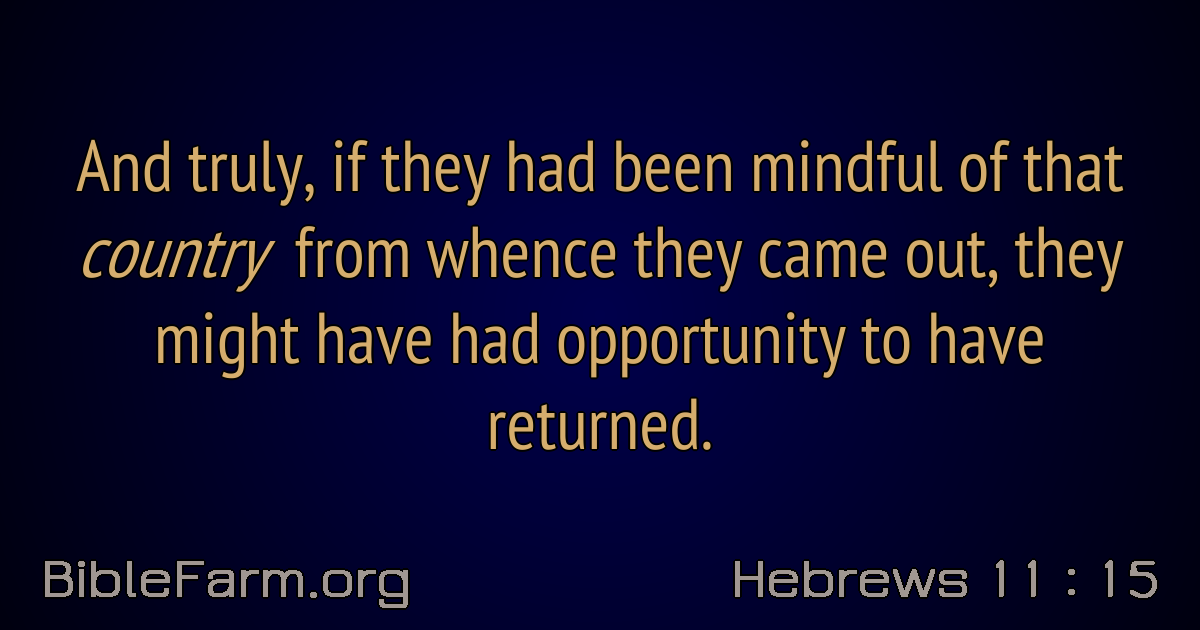 And truly, if they had been mindful of that
country from whence they came out, they
might have had opportunity to have
returned.
BibleFarm.org
Hebrews 11 : 15